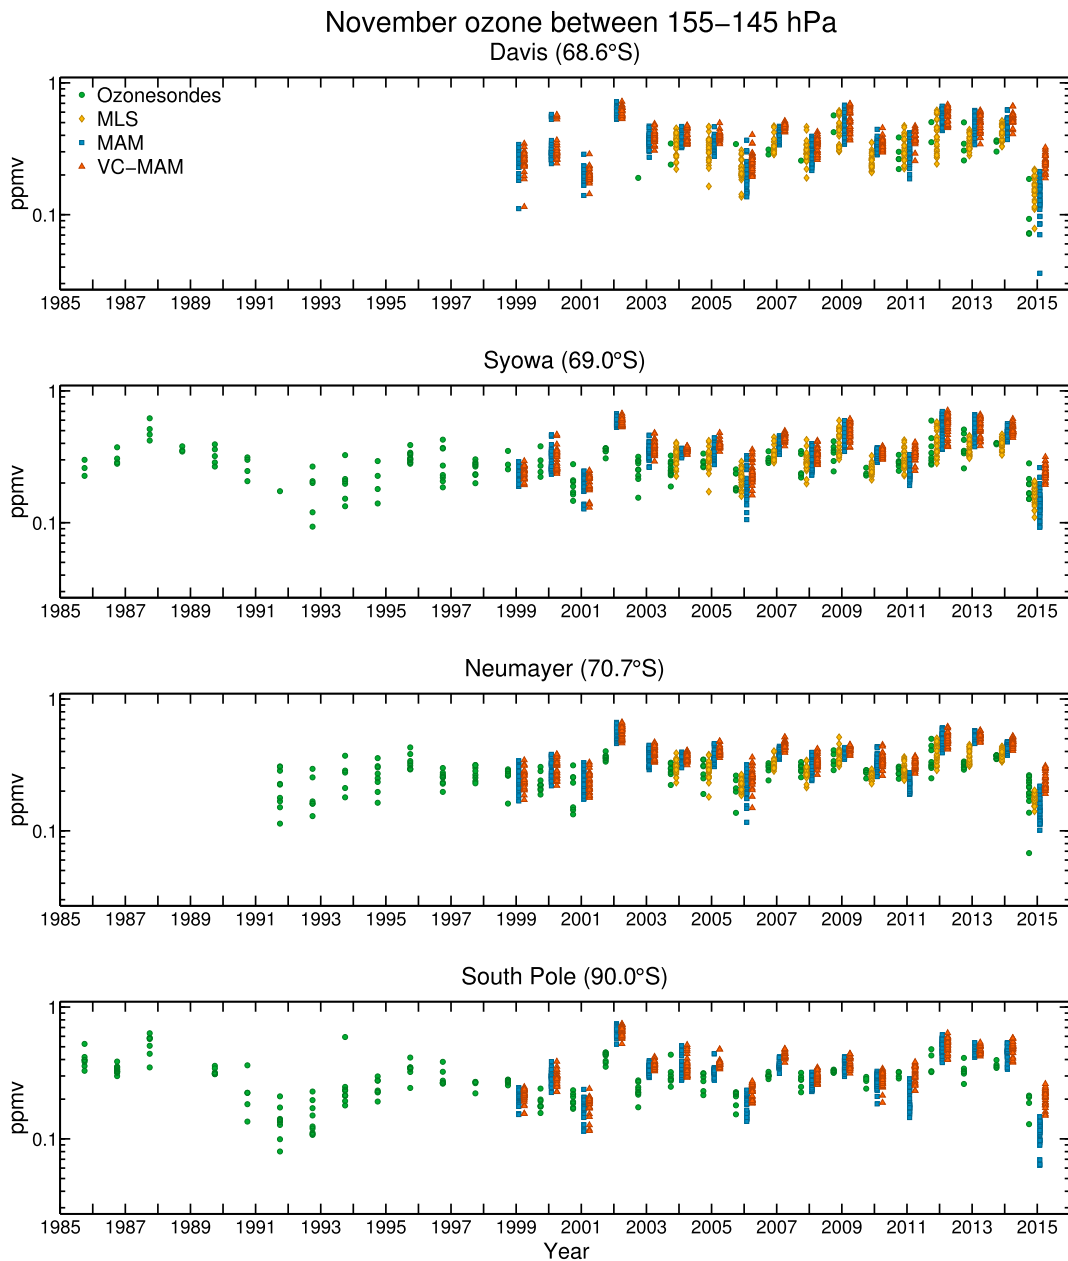 November ozone between 155−145 hPa
Davis (68.6°S)
1
Ozonesondes
MLS
MAM
VC−MAM
ppmv
0.1
1985 1987 1989 1991 1993 1995 1997 1999 2001 2003 2005 2007 2009 2011 2013 2015
Syowa (69.0°S)
1
ppmv
0.1
1985 1987 1989 1991 1993 1995 1997 1999 2001 2003 2005 2007 2009 2011 2013 2015
Neumayer (70.7°S)
1
ppmv
0.1
1985 1987 1989 1991 1993 1995 1997 1999 2001 2003 2005 2007 2009 2011 2013 2015
South Pole (90.0°S)
1
ppmv
0.1
1985 1987 1989 1991 1993 1995 1997 1999 2001 2003 2005 2007 2009 2011 2013 2015
Year